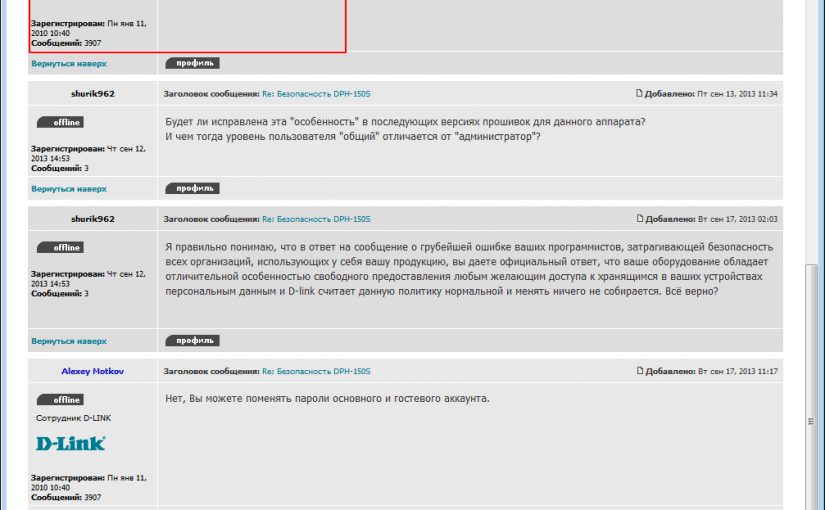 Зарегистрирован: Пн янв 11,
2010 10:40
Сообщений: 3907
Вернуться наверх
профиль
shurik962
Заголовок сообщения: Re: Безопасность DPH-150S
Добавлено: Пт сен 13, 2013 11:34
offline
Зарегистрирован: Чт сен 12,
2013 14:53
Сообщений: 3
Будет ли исправлена эта "особенность" в последующих версиях прошивок для данного аппарата?
И чем тогда уровень пользователя "общий" отличается от "администратор"?
Вернуться наверх
профиль
shurik962
Заголовок сообщения: Re: Безопасность DPH-150S
Добавлено: Вт сен 17, 2013 02:03
offline
Зарегистрирован: Чт сен 12,
2013 14:53
Сообщений: 3
Я правильно понимаю, что в ответ на сообщение о грубейшей ошибке ваших программистов, затрагивающей безопасность
всех организаций, использующих у себя вашу продукцию, вы даете официальный ответ, что ваше оборудование обладает
отличительной особенностью свободного предоставления любым желающим доступа к хранящимся в ваших устройствах
персональным данным и D-link считает данную политику нормальной и менять ничего не собирается. Всё верно?
Вернуться наверх
профиль
Alexey Notkov
Заголовок сообщения: Re: Безопасность DPH-150S
Добавлено: Вт сен 17, 2013 11:17
offline
Сотрудник D-LINK
D-Link
Зарегистрирован: Пн янв 11,
2010 10:40
Сообщений: 3907
Нет, Вы можете поменять пароли основного и гостевого аккаунта.